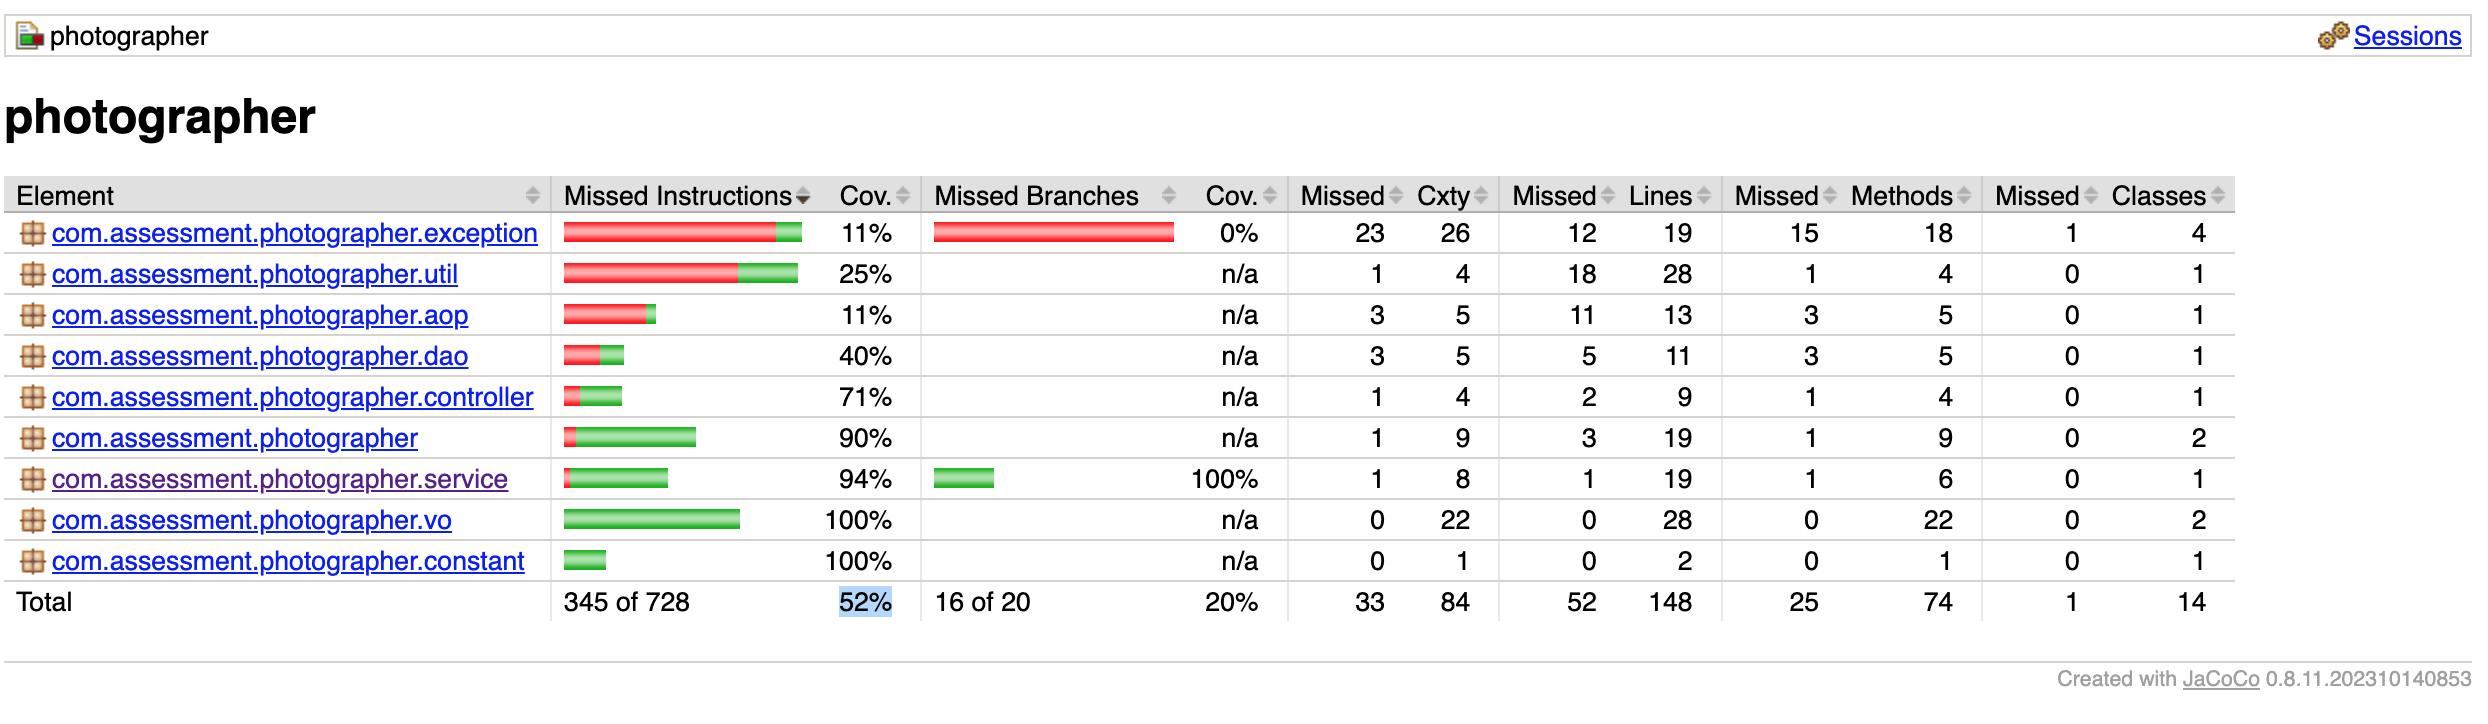 photographer Sessions
photographer
Element Missed Instructions Cov. Missed Branches Cov. Missed Cxty Missed Lines Missed Methods Missed Classes
com.assessment.photographer.exception 11% 0% 23 26 12 19 15 18 1 4
com.assessment.photographer.util 25% n/a 1 4 18 28 1 4 0 1
com.assessment.photographer.aop 11% n/a 3 5 11 13 3 5 0 1
com.assessment.photographer.dao 40% n/a 3 5 5 11 3 5 0 1
com.assessment.photographer.controller 71% n/a 1 4 2 9 1 4 0 1
com.assessment.photographer 90% n/a 1 9 3 19 1 9 0 2
com.assessment.photographer.service 94% 100% 1 8 1 19 1 6 0 1
com.assessment.photographer.vo 100% n/a 0 22 0 28 0 22 0 2
com.assessment.photographer.constant 100% n/a 0 1 0 2 0 1 0 1
Total 345 of 728 52% 16 of 20 20% 33 84 52 148 25 74 1 14
Created with JaCoCo 0.8.11.202310140853